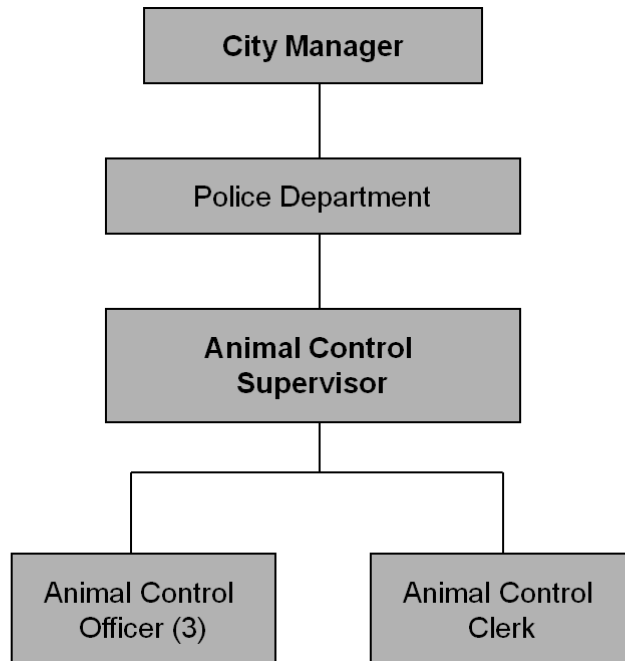 City Manager
Police Department
Animal Control
Supervisor
Animal Control
Officer (3)
Animal Control
Clerk